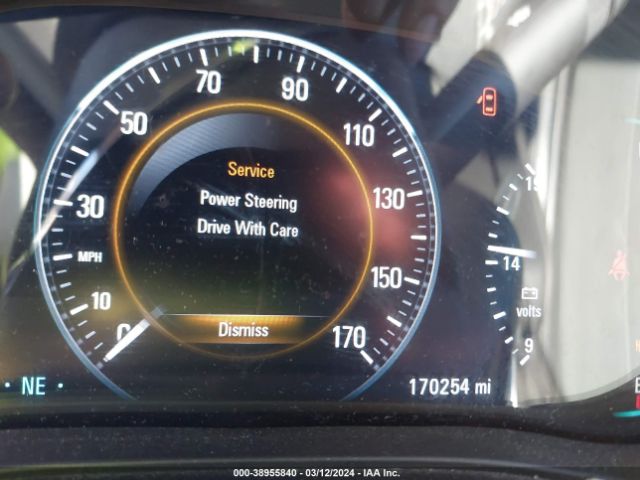 70
90
50
110
Service
19
Power Steering
130
30
Drive With Care
MPH
14
150
10
volts
0
Dismiss
170
9
NE
170254 mi
000-38955840 - 03/12/2024 - IAA Inc.